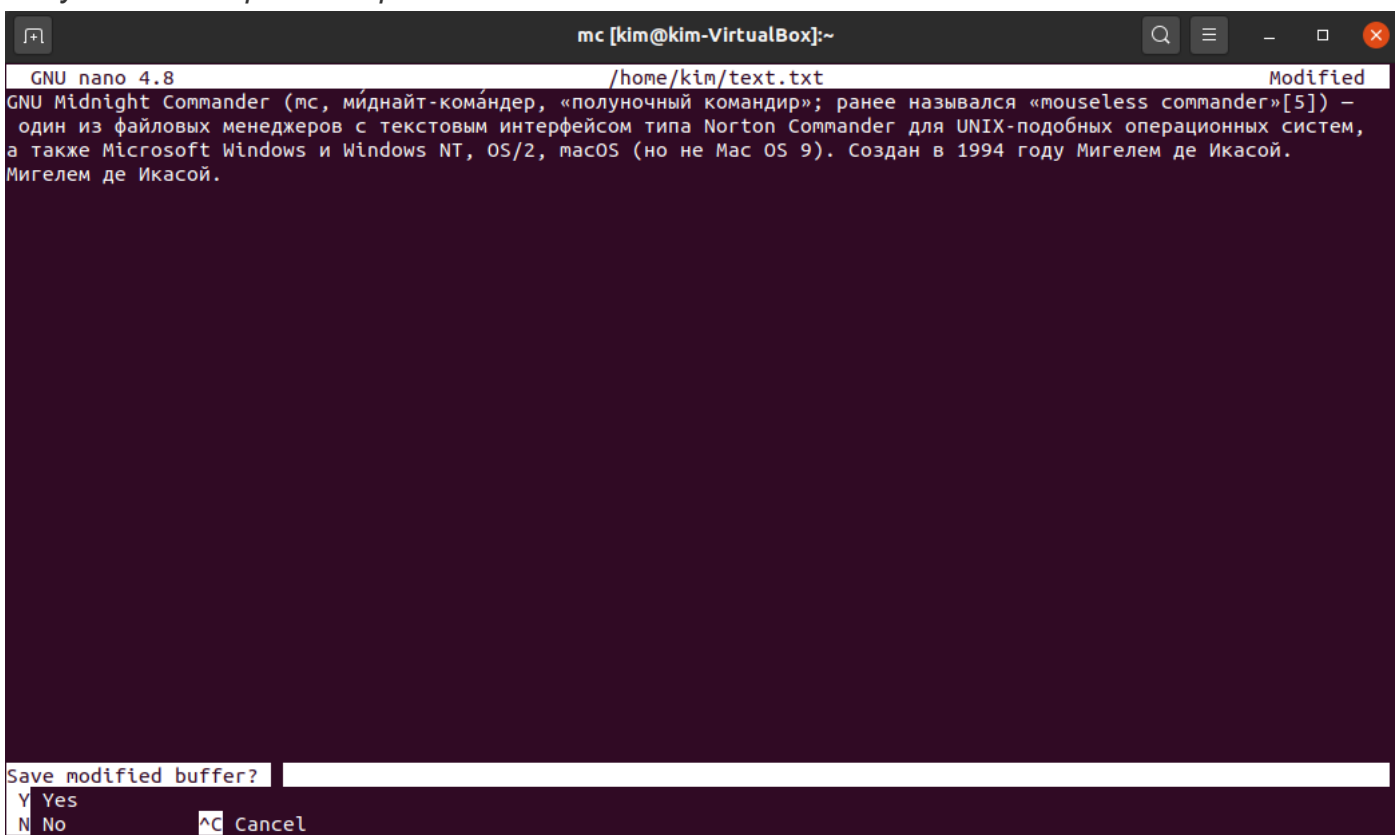 mc [kim@kim-VirtualBox]:~
GNU nano 4.8 /home/kim/text.txt Modified
GNU Midnight Commander (mc, ми́днайт-кома́ндер, «полуночный командир»; ранее назывался «mouseless commander»[5]) —
один из файловых менеджеров с текстовым интерфейсом типа Norton Commander для UNIX-подобных операционных систем,
а также Microsoft Windows и Windows NT, OS/2, macOS (но не Mac OS 9). Создан в 1994 году Мигелем де Икасой.
Мигелем де Икасой.
Save modified buffer?
Y Yes
N No ^C Cancel